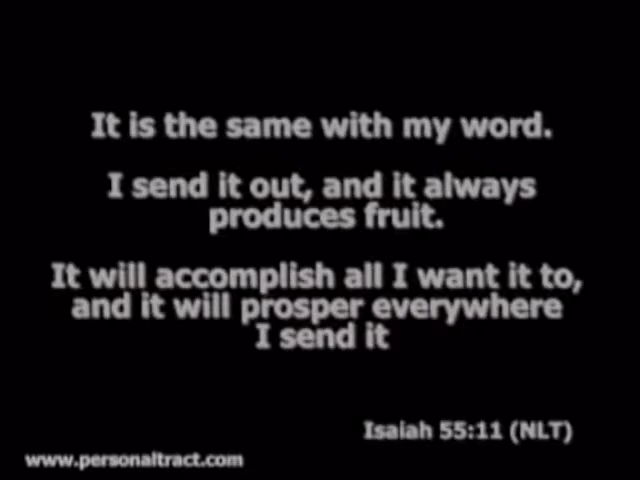 It is the same with my word.
I send it out, and it always
produces fruit.
It will accomplish all I want it to,
and it will prosper everywhere
I send it
Isaiah 55:11 (NLT)
www.personaltract.com